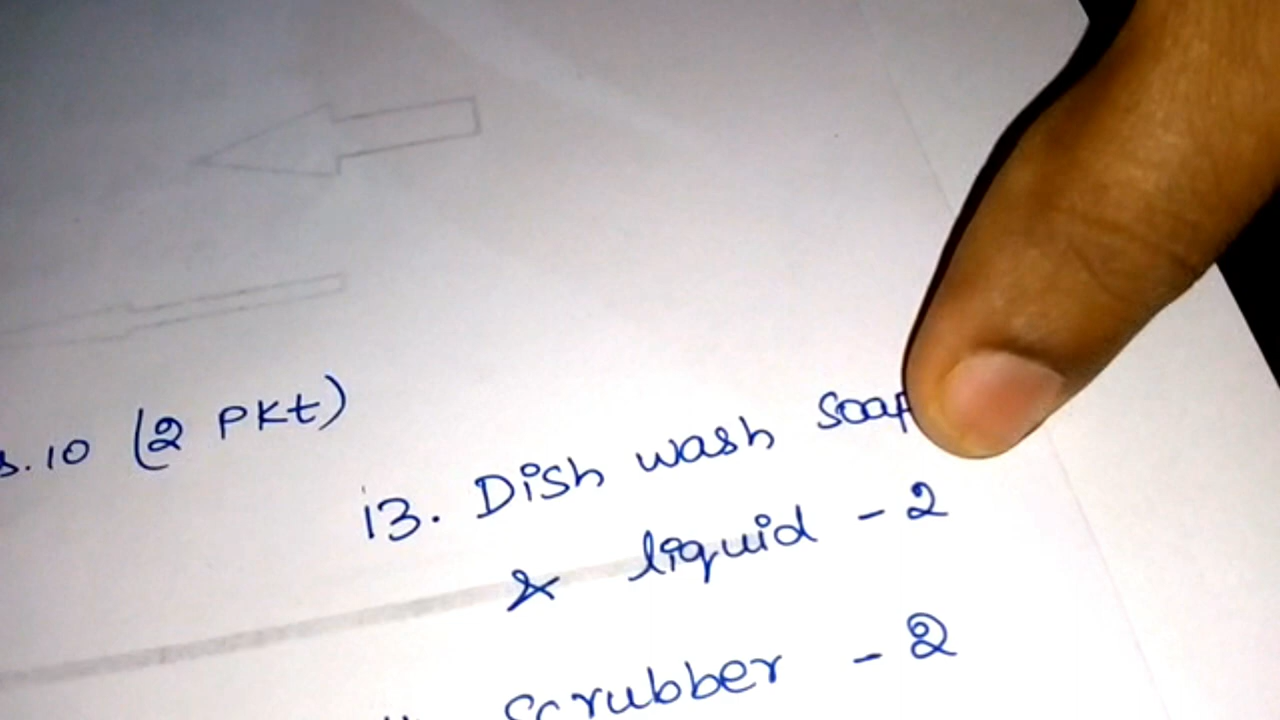 s.10 (2 PKt)
13. Dish wash Soap
& liquid - 2
Scrubber - 2